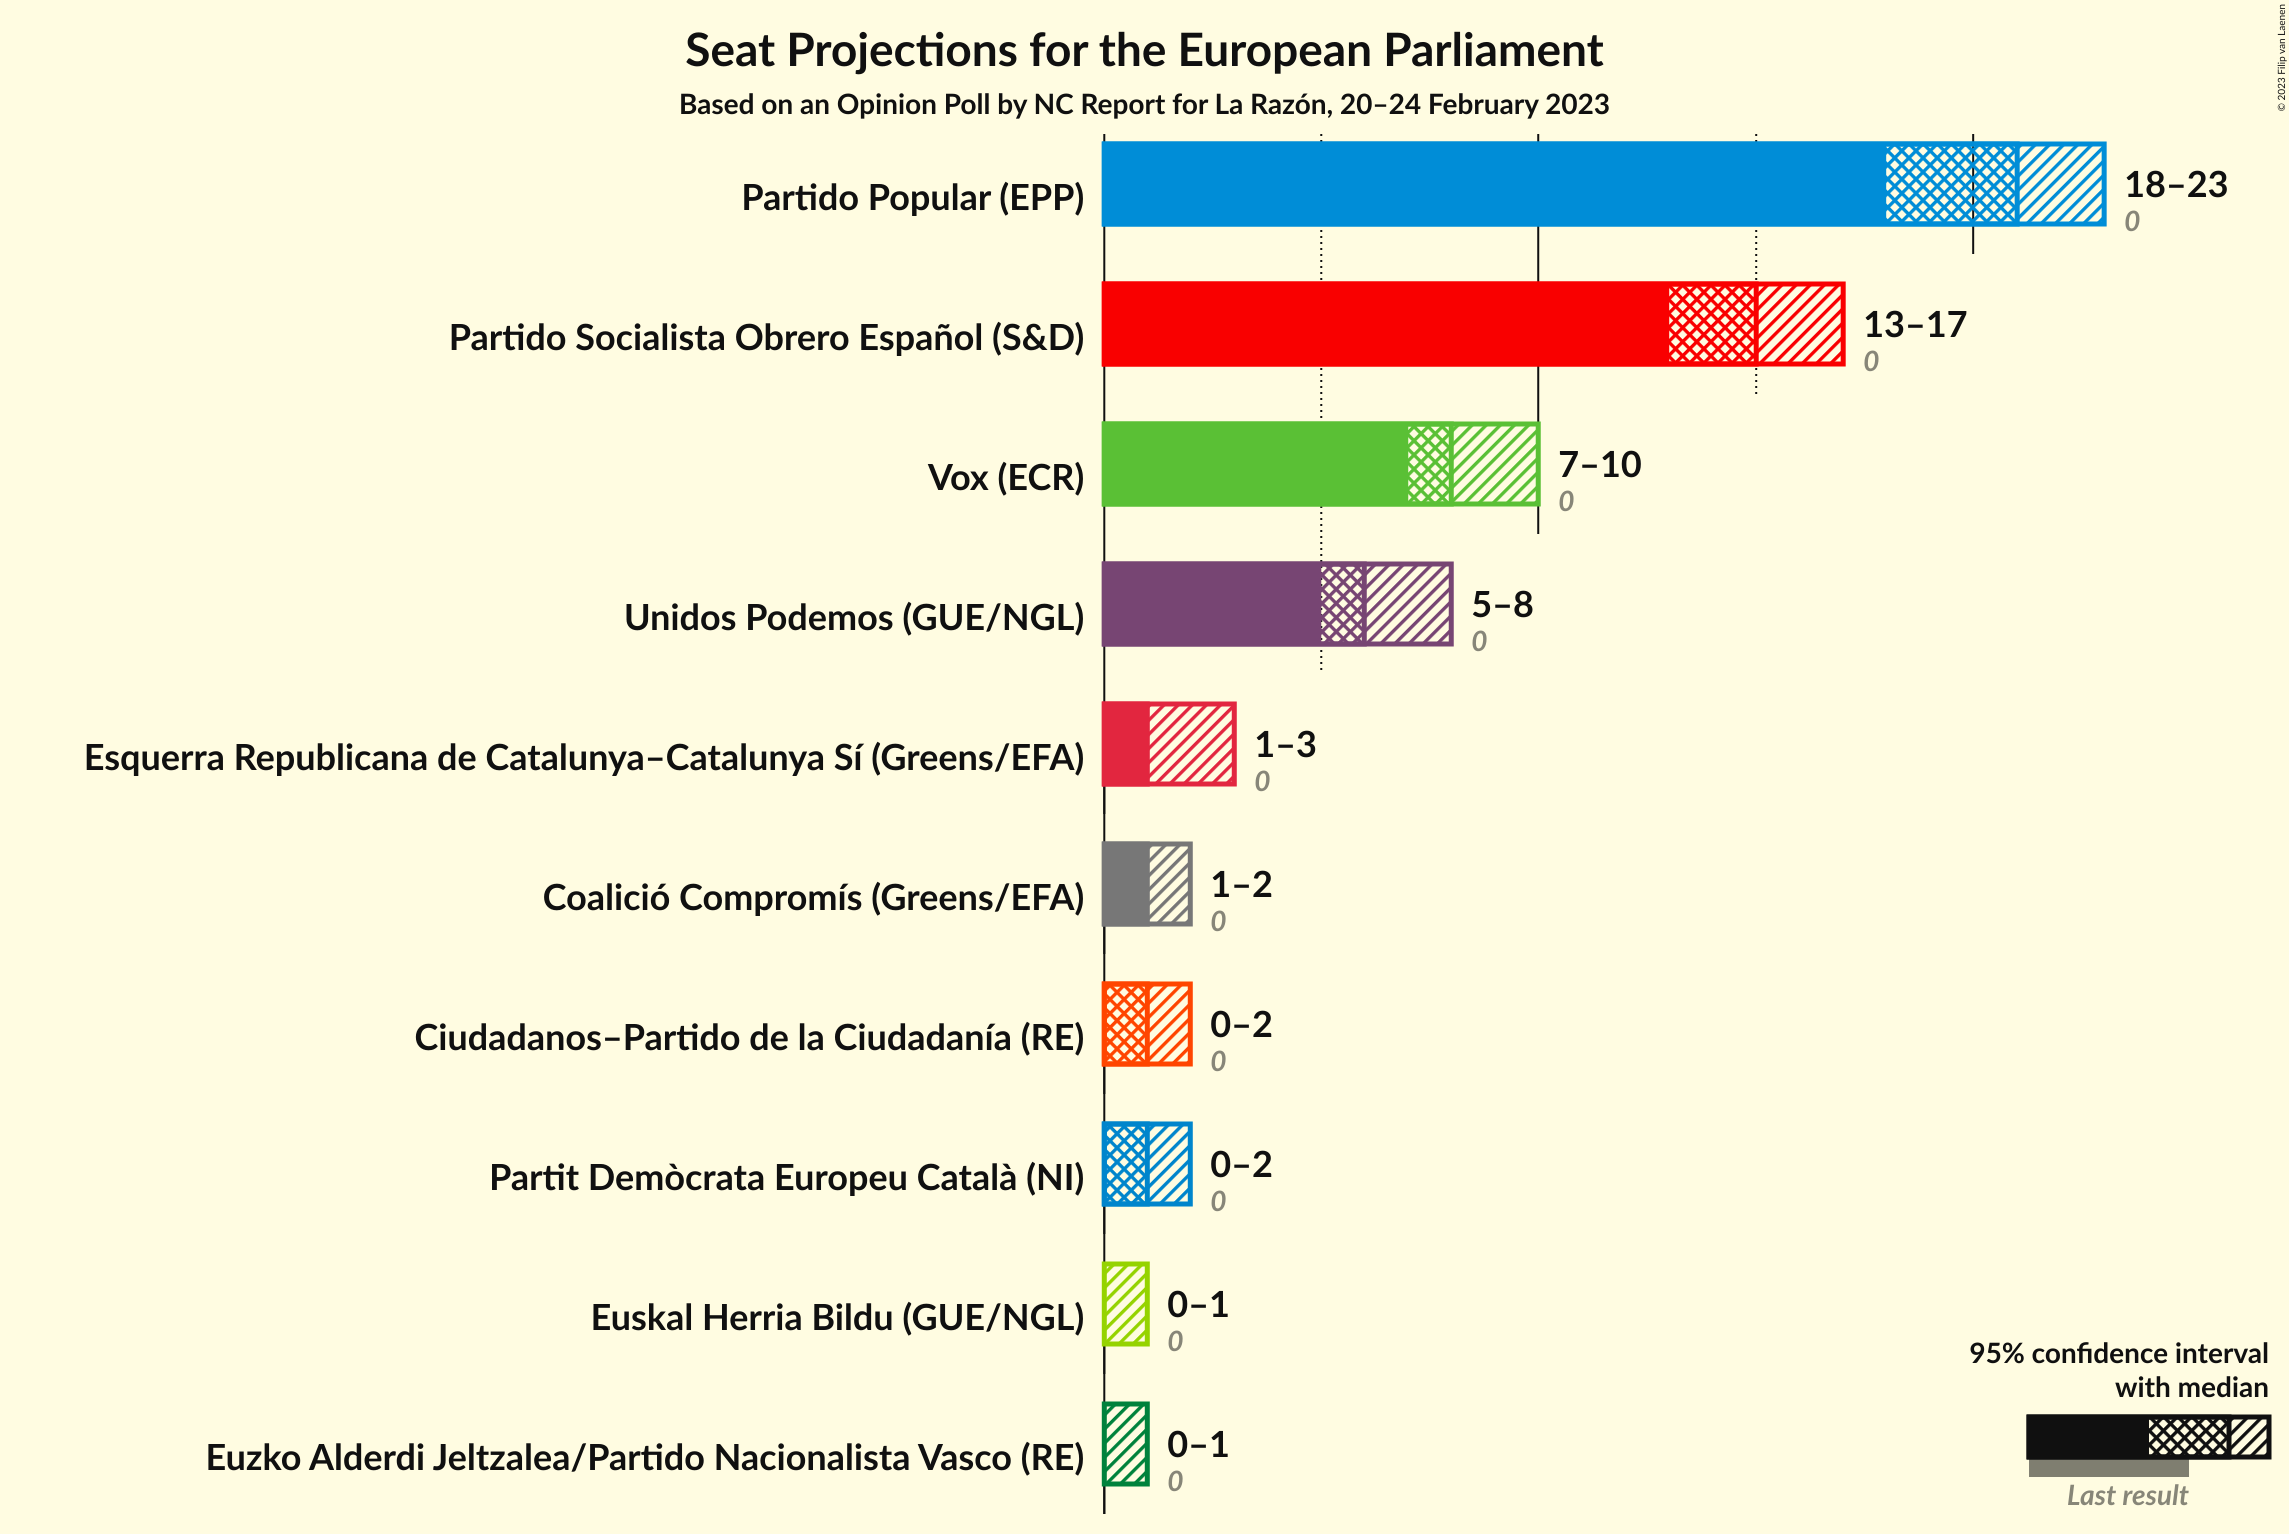 Seat Projections for the European Parliament
Based on an Opinion Poll by NC Report for La Razón, 20–24 February 2023
© 2023 Filip van Laenen
Partido Popular (EPP)
18–23
0
Partido Socialista Obrero Español (S&D)
13–17
0
Vox (ECR)
7–10
0
Unidos Podemos (GUE/NGL)
5–8
0
Esquerra Republicana de Catalunya–Catalunya Sí (Greens/EFA)
1–3
0
Coalició Compromís (Greens/EFA)
1–2
0
Ciudadanos–Partido de la Ciudadanía (RE)
0–2
0
Partit Demòcrata Europeu Català (NI)
0–2
0
Euskal Herria Bildu (GUE/NGL)
0–1
0
Euzko Alderdi Jeltzalea/Partido Nacionalista Vasco (RE)
0–1
0
95% confidence interval
with median
Last result